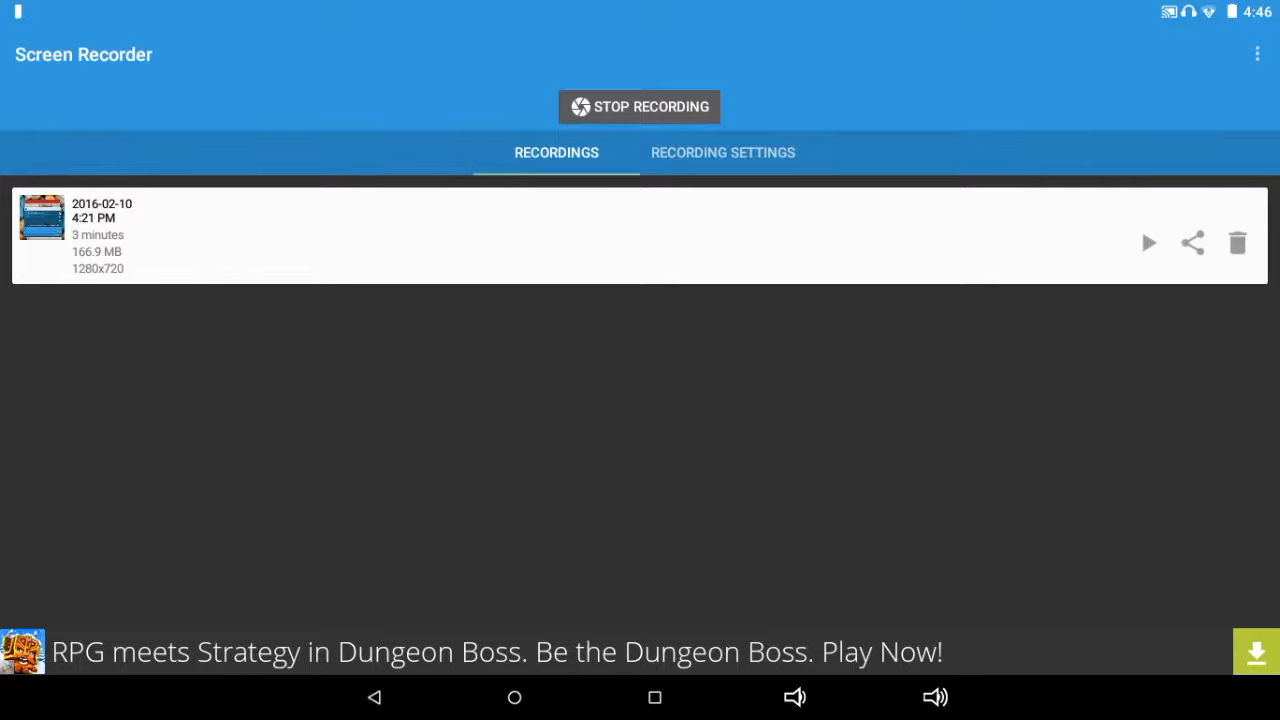 4:46
Screen Recorder
STOP RECORDING
RECORDINGS
RECORDING SETTINGS
2016-02-10
4:21 PM
3 minutes
166.9 MB
1280x720
RPG meets Strategy in Dungeon Boss. Be the Dungeon Boss. Play Now!